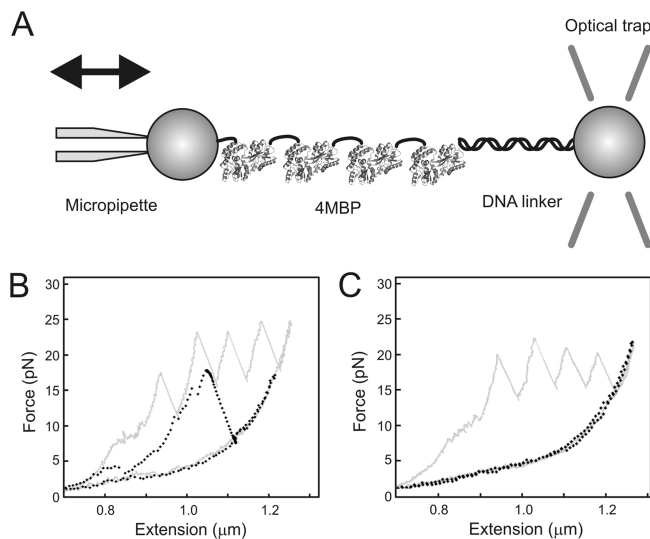 A
Optical trap
Micropipette
4MBP
DNA linker
B
C
30
25
20
15
10
5
0
Force (pN)
0.8
1.0
1.2
Extension (μm)
30
25
20
15
10
5
0
Force (pN)
0.8
1.0
1.2
Extension (μm)